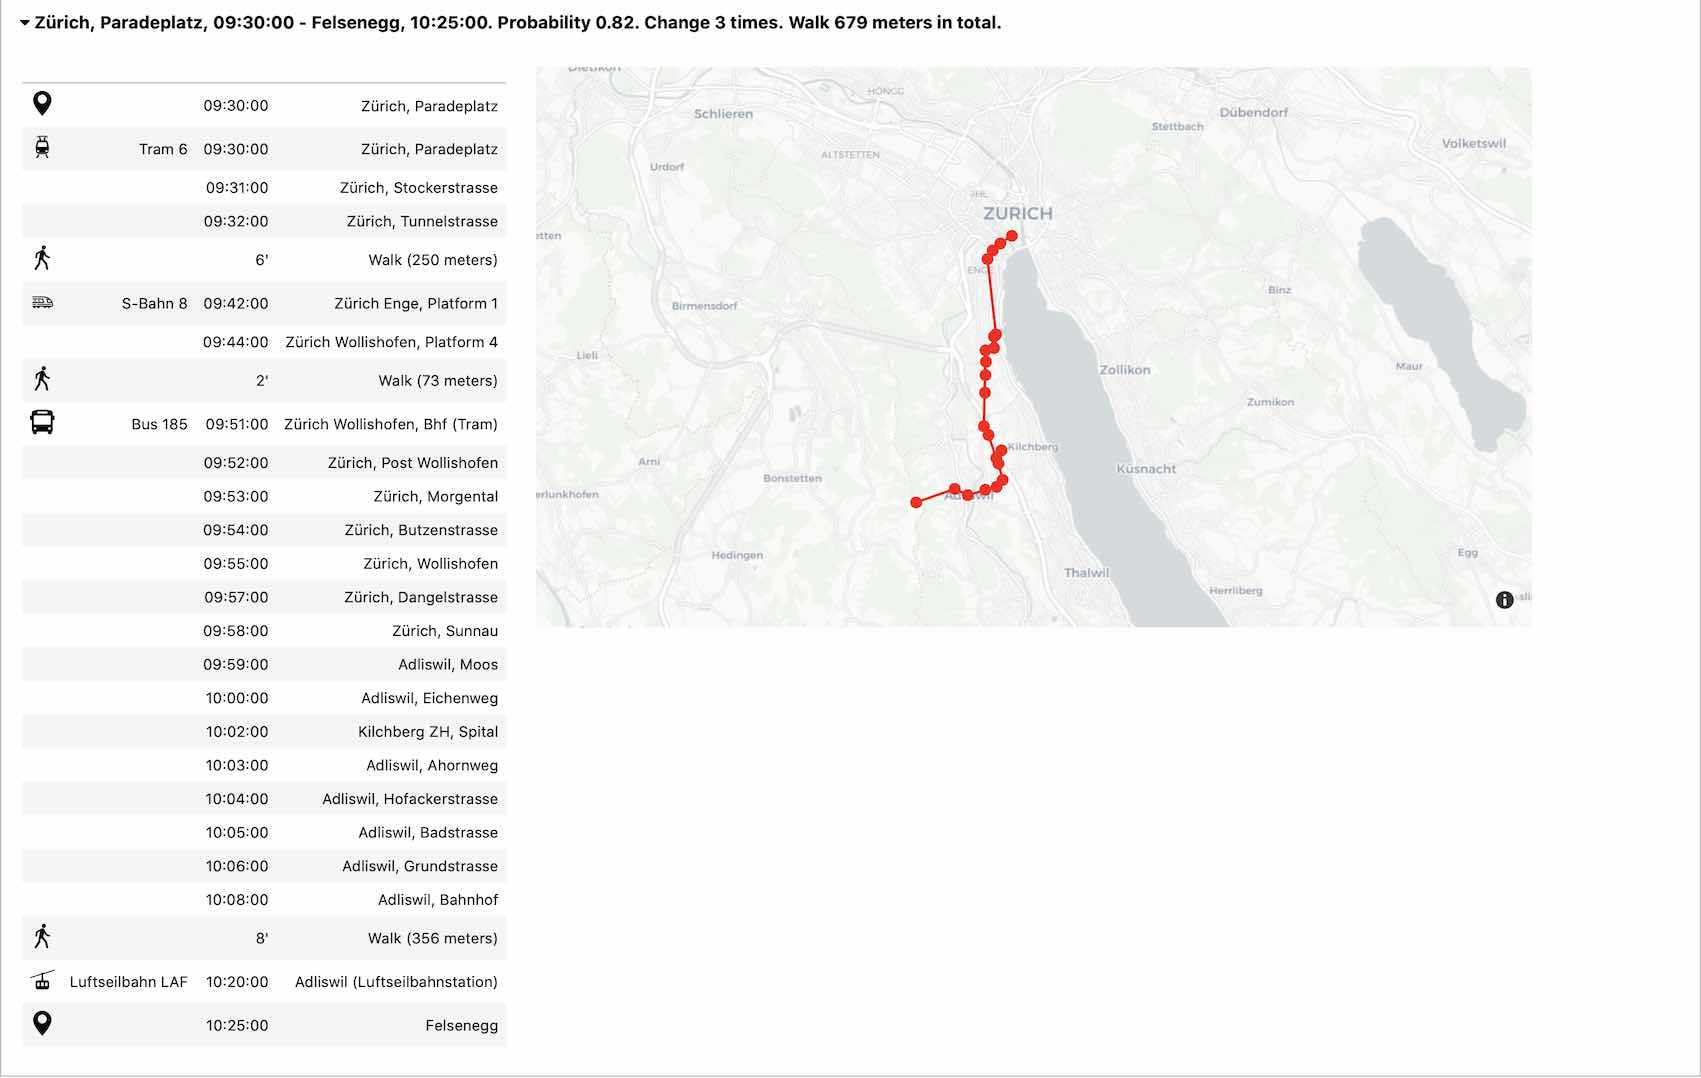 Zürich, Paradeplatz, 09:30:00 - Felsenegg, 10:25:00. Probability 0.82. Change 3 times. Walk 679 meters in total.
09:30:00 Zürich, Paradeplatz
Tram 6 09:30:00 Zürich, Paradeplatz
09:31:00 Zürich, Stockerstrasse
09:32:00 Zürich, Tunnelstrasse
6' Walk (250 meters)
S-Bahn 8 09:42:00 Zürich Enge, Platform 1
09:44:00 Zürich Wollishofen, Platform 4
2' Walk (73 meters)
Bus 185 09:51:00 Zürich Wollishofen, Bhf (Tram)
09:52:00 Zürich, Post Wollishofen
09:53:00 Zürich, Morgental
09:54:00 Zürich, Butzenstrasse
09:55:00 Zürich, Wollishofen
09:57:00 Zürich, Dangelstrasse
09:58:00 Zürich, Sunnau
09:59:00 Adliswil, Moos
10:00:00 Adliswil, Eichenweg
10:02:00 Kilchberg ZH, Spital
10:03:00 Adliswil, Ahornweg
10:04:00 Adliswil, Hofackerstrasse
10:05:00 Adliswil, Badstrasse
10:06:00 Adliswil, Grundstrasse
10:08:00 Adliswil, Bahnhof
8' Walk (356 meters)
Luftseilbahn LAF 10:20:00 Adliswil (Luftseilbahnstation)
10:25:00 Felsenegg
HÖNGG
Schlieren
Dübendorf
Stettbach
Volketswil
ALTSTETTEN
Urdorf
ZURICH
Binz
Birmensdorf
Lieli
Zollikon
Maur
Zumikon
Kilchberg
Arni
Küsnacht
Bonstetten
Hedingen
Egg
Thalwil
Herrliberg